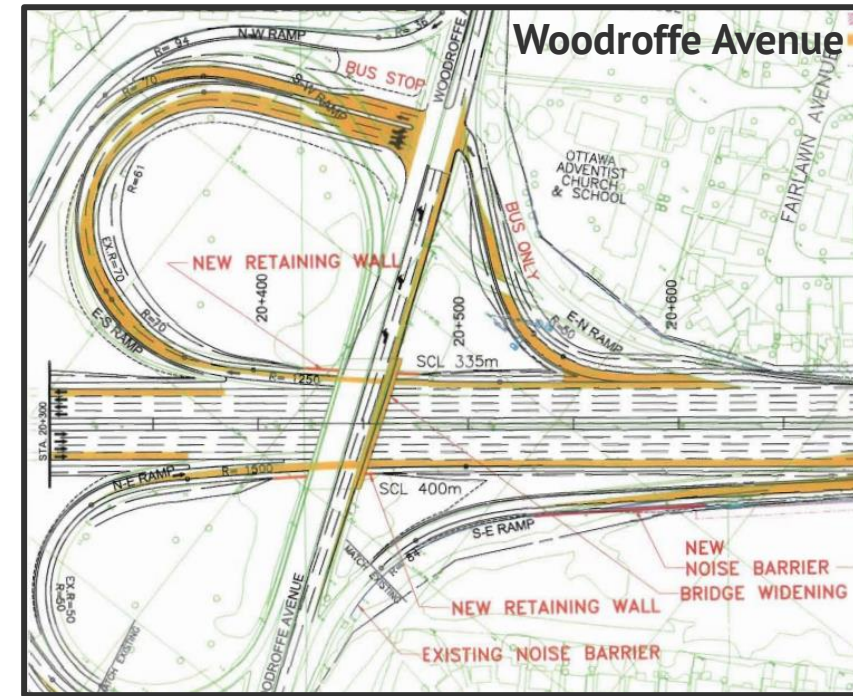 Woodroffe Avenue
R= 94
N-W RAMP
R= 36
WOODROFFE
BUS STOP
R= 70
S-W RAMP
FAIRLAWN AVENUE
OTTAWA
ADVENTIST
CHURCH
& SCHOOL
R=61
BUS ONLY
EX.R=70
NEW RETAINING WALL
20+400
20+500
20+600
R=70
E-S RAMP
E-N RAMP
R=50
SCL 335m
R= 1250
STA. 20+300
N-E RAMP
R= 1500
SCL 400m
S-E RAMP
MATCH EXISTING
NEW
NOISE BARRIER
BRIDGE WIDENING
NEW RETAINING WALL
EXISTING NOISE BARRIER
EX.R=50
R=50
WOODROFFE AVENUE
MATCH EXISTING